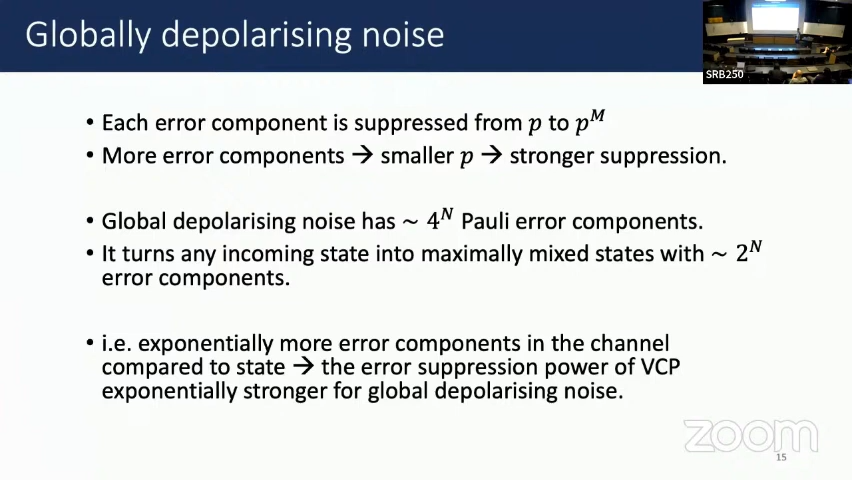 Globally depolarising noise
SRB250
• Each error component is suppressed from p to p^M
• More error components → smaller p → stronger suppression.
• Global depolarising noise has ~ 4^N Pauli error components.
• It turns any incoming state into maximally mixed states with ~ 2^N
error components.
• i.e. exponentially more error components in the channel
compared to state → the error suppression power of VCP
exponentially stronger for global depolarising noise.
zoom
15